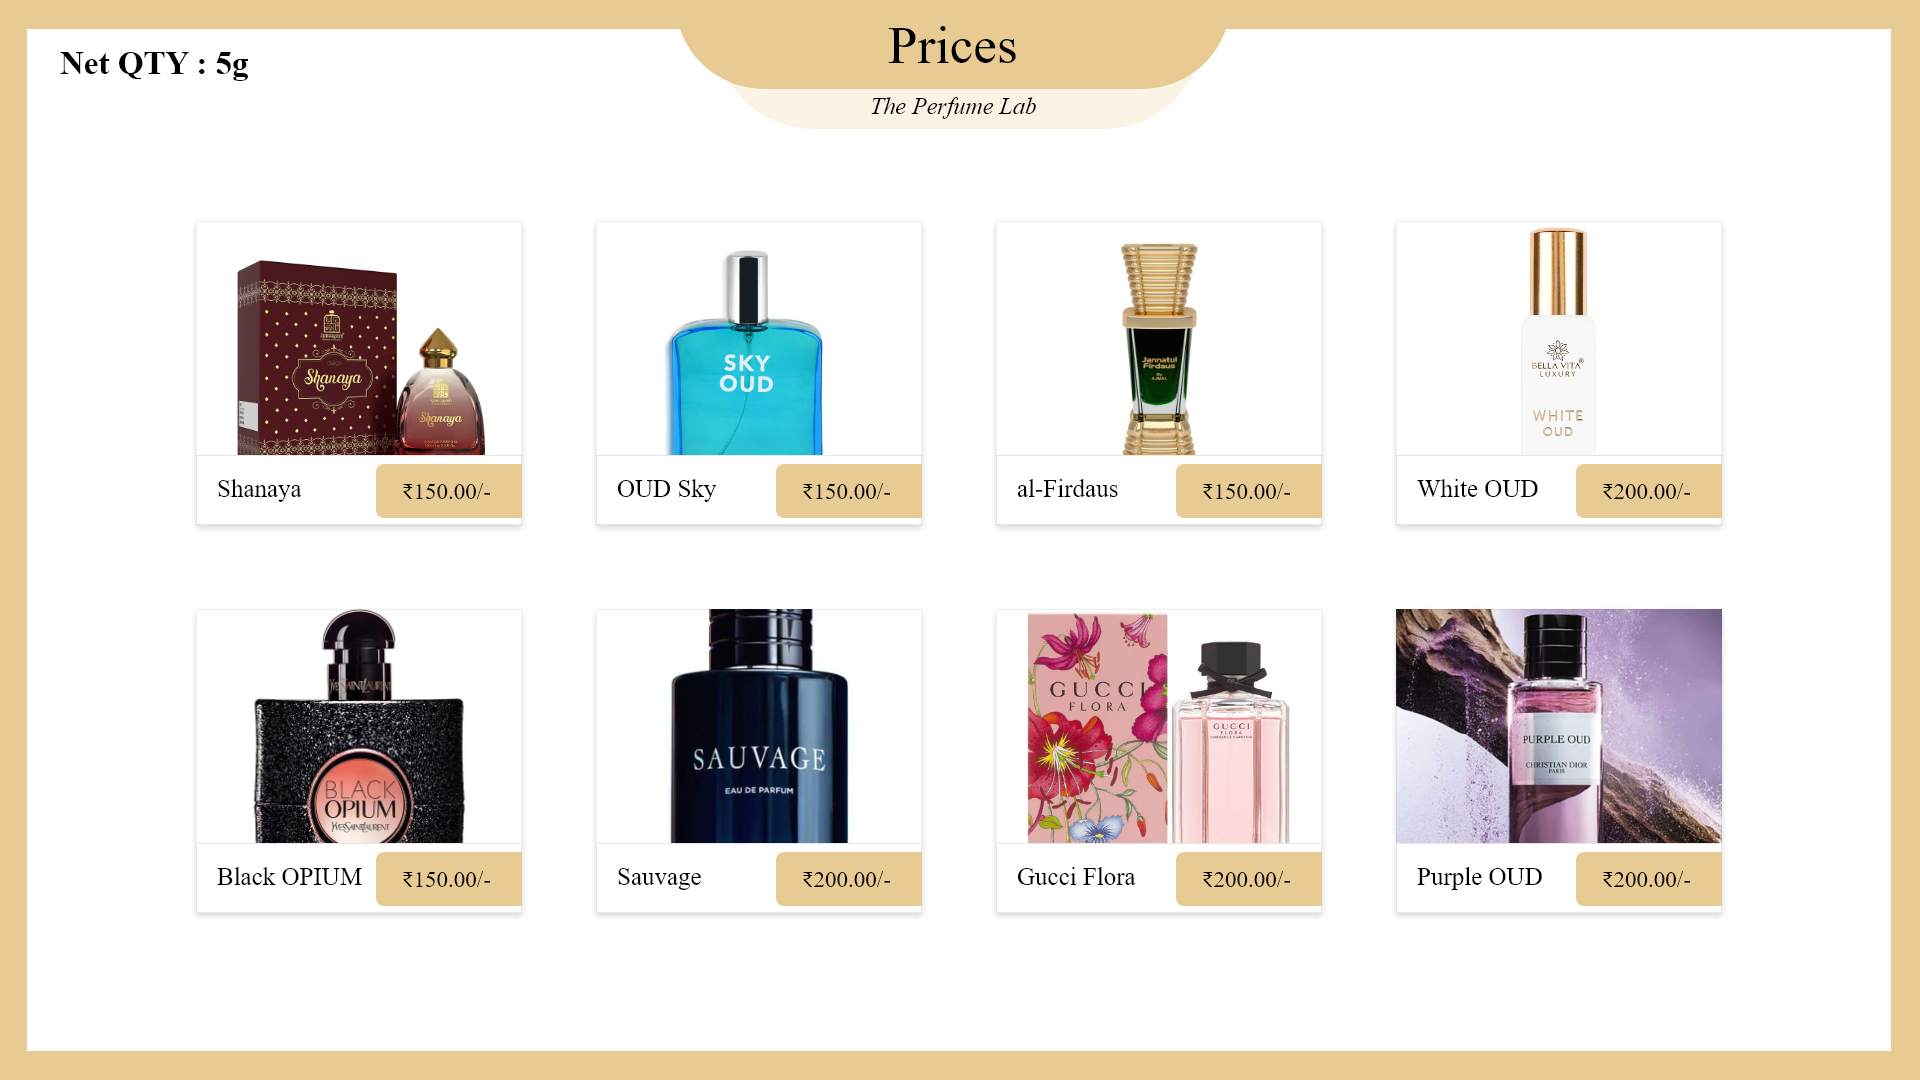 Prices
Net QTY : 5g
The Perfume Lab
Shanaya
Shanaya
SKY
OUD
Jannatul
Firdaus
By
AJMAL
BELLA VITA®
LUXURY
WHITE
OUD
Shanaya
₹150.00/-
OUD Sky
₹150.00/-
al-Firdaus
₹150.00/-
White OUD
₹200.00/-
YVESSAINTLAURENT
BLACK
OPIUM
YVESSAINTLAURENT
SAUVAGE
EAU DE PARFUM
GUCCI
FLORA
GUCCI
FLORA
PURPLE OUD
CHRISTIAN DIOR
PARIS
Black OPIUM
₹150.00/-
Sauvage
₹200.00/-
Gucci Flora
₹200.00/-
Purple OUD
₹200.00/-